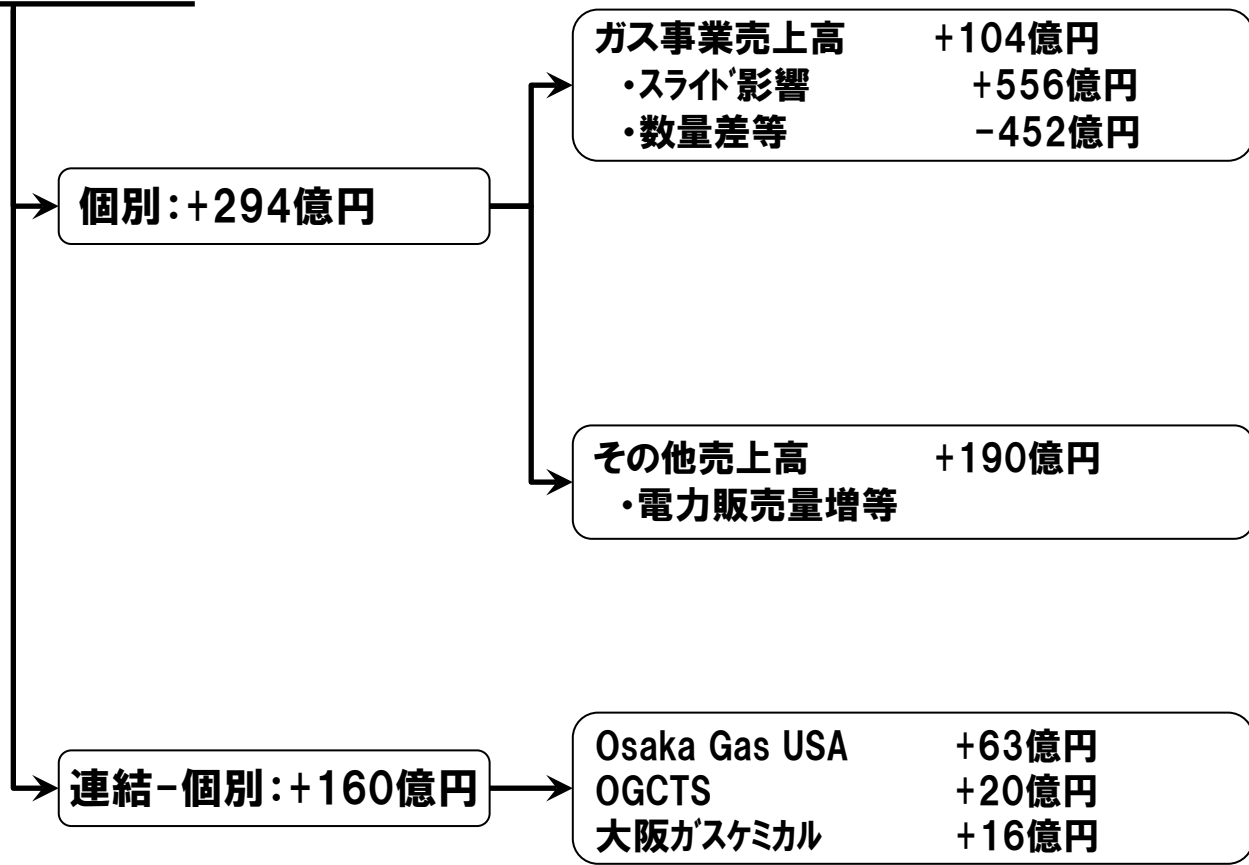 ガス事業売上高 +104億円
・スライド影響 +556億円
・数量差等 -452億円
個別:+294億円
その他売上高 +190億円
・電力販売量増等
連結-個別:+160億円
Osaka Gas USA +63億円
OGCTS +20億円
大阪ガスケミカル +16億円